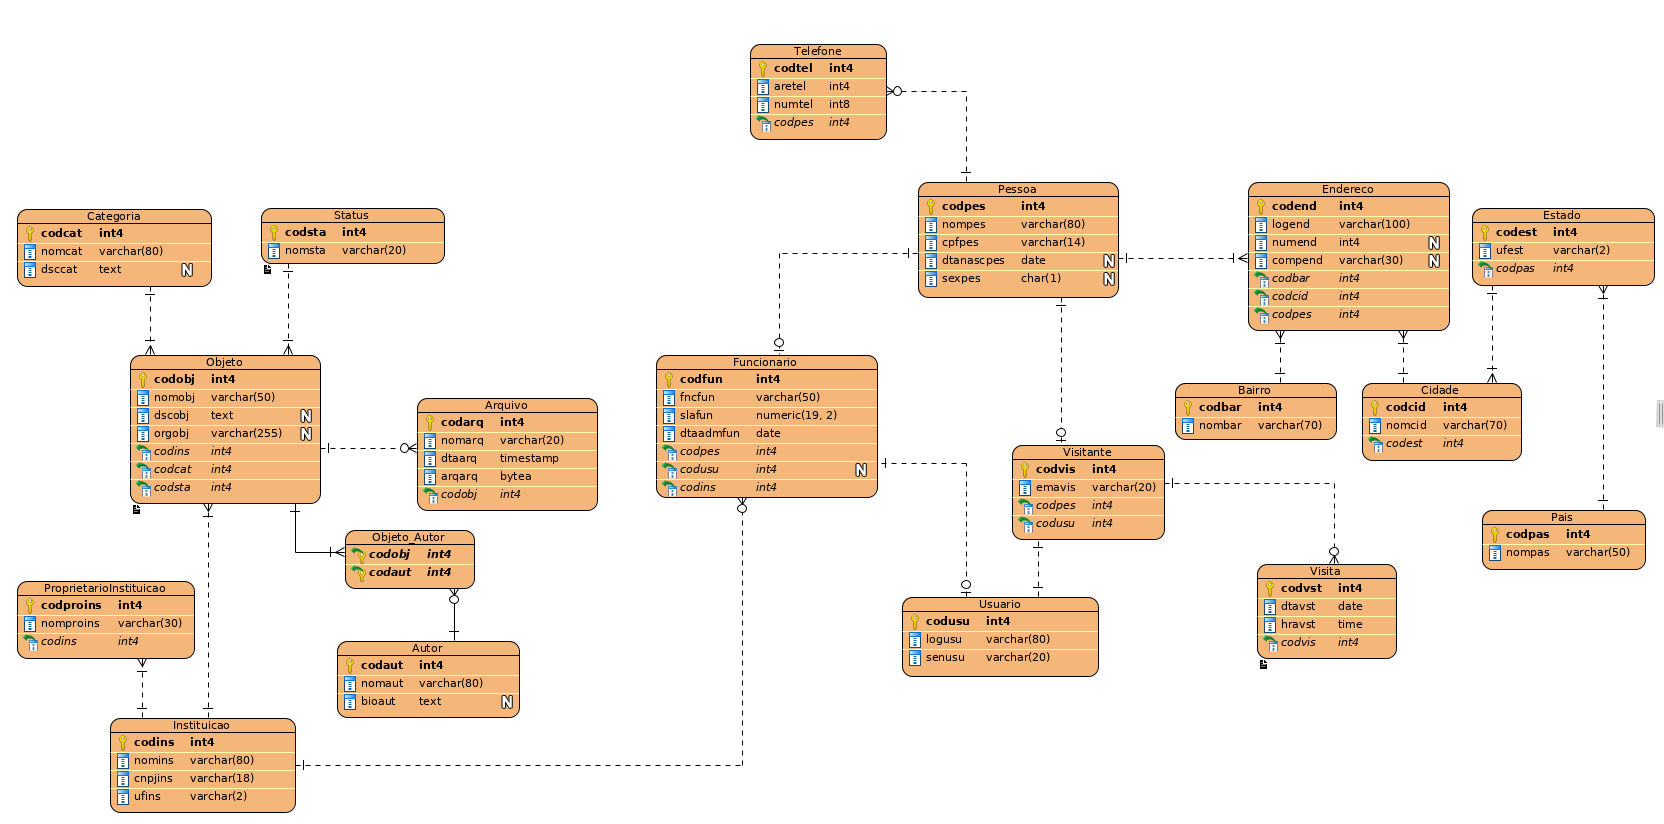 Telefone
codtel int4
aretel int4
numtel int8
codpes int4
Pessoa
codpes int4
nompes varchar(80)
cpfpes varchar(14)
dtanascpes date N
sexpes char(1) N
Endereco
codend int4
logend varchar(100)
numend int4 N
compend varchar(30) N
codbar int4
codcid int4
codpes int4
Estado
codest int4
ufest varchar(2)
codpas int4
Categoria
codcat int4
nomcat varchar(80)
dsccat text N
Status
codsta int4
nomsta varchar(20)
Objeto
codobj int4
nomobj varchar(50)
dscobj text N
orgobj varchar(255) N
codins int4
codcat int4
codsta int4
Arquivo
codarq int4
nomarq varchar(20)
dtaarq timestamp
arqarq bytea
codobj int4
Funcionario
codfun int4
fncfun varchar(50)
slafun numeric(19, 2)
dtaadmfun date
codpes int4
codusu int4 N
codins int4
Bairro
codbar int4
nombar varchar(70)
Cidade
codcid int4
nomcid varchar(70)
codest int4
Visitante
codvis int4
emavis varchar(20)
codpes int4
codusu int4
Pais
codpas int4
nompas varchar(50)
Objeto_Autor
codobj int4
codaut int4
Visita
codvst int4
dtavst date
hravst time
codvis int4
ProprietarioInstituicao
codproins int4
nomproins varchar(30)
codins int4
Usuario
codusu int4
logusu varchar(80)
senusu varchar(20)
Autor
codaut int4
nomaut varchar(80)
bioaut text N
Instituicao
codins int4
nomins varchar(80)
cnpjins varchar(18)
ufins varchar(2)